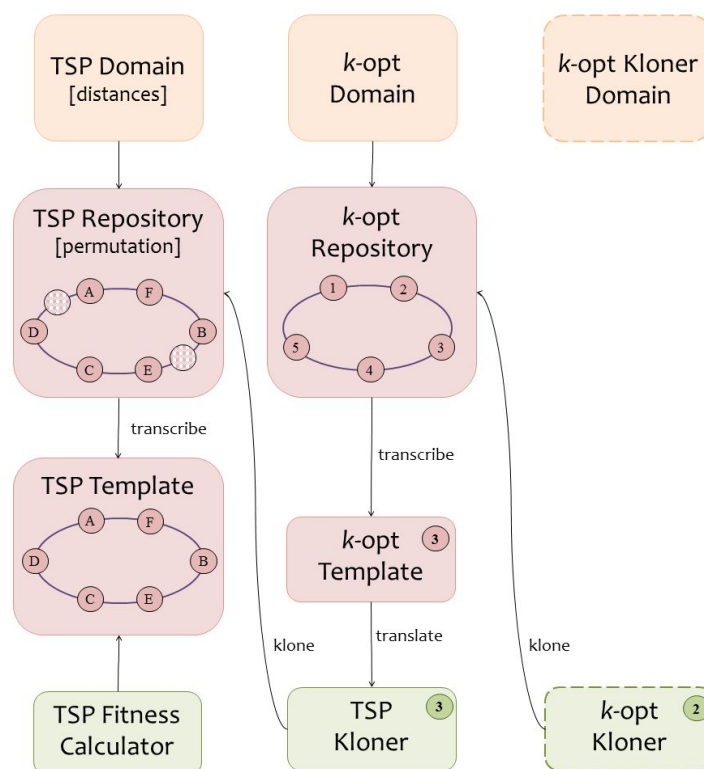 TSP Domain
[distances]
k-opt
Domain
k-opt Kloner
Domain
TSP Repository
[permutation]
A
F
D
B
C
E
k-opt
Repository
1
2
5
3
4
transcribe
transcribe
TSP Template
A
F
D
B
C
E
k-opt
Template
3
translate
klone
klone
TSP Fitness
Calculator
TSP
Kloner
3
k-opt
Kloner
2